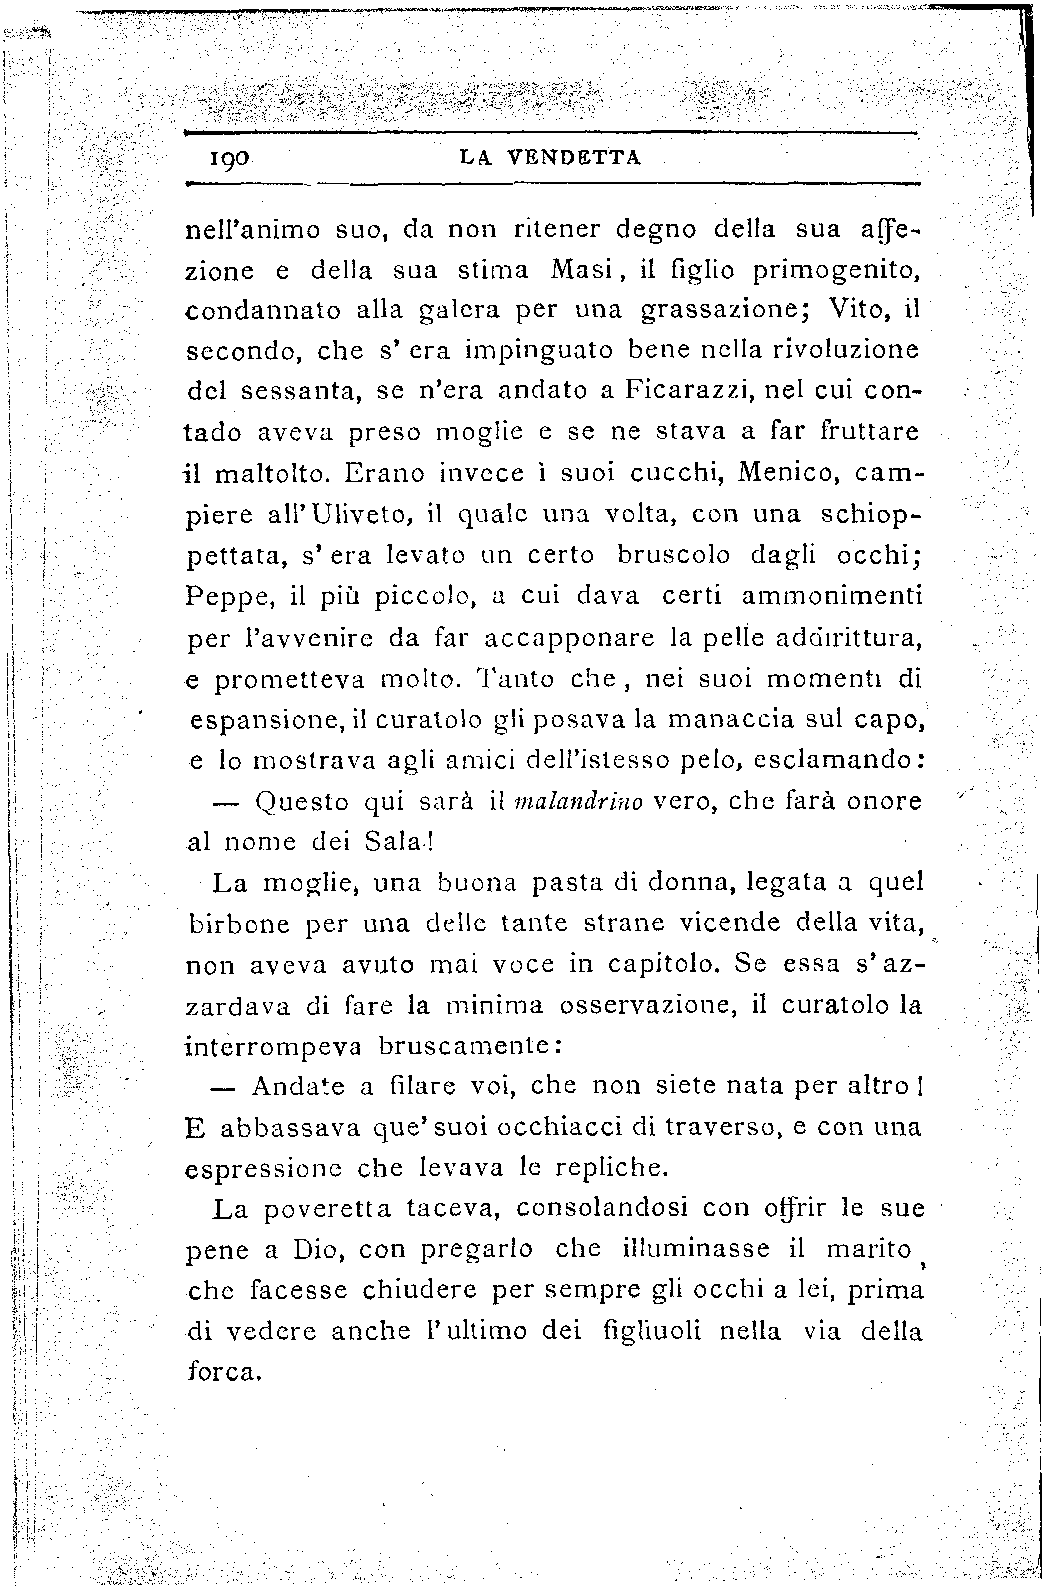 190 LA VENDETTA
nell'animo suo, da non ritener degno della sua affe-
zione e della sua stima Masi, il figlio primogenito,
condannato alla galera per una grassazione; Vito, il
secondo, che s' era impinguato bene nella rivoluzione
del sessanta, se n'era andato a Ficarazzi, nel cui con-
tado aveva preso moglie e se ne stava a far fruttare
il maltolto. Erano invece ì suoi cucchi, Menico, cam-
piere all'Uliveto, il quale una volta, con una schiop-
pettata, s' era levato un certo bruscolo dagli occhi;
Peppe, il più piccolo, a cui dava certi ammonimenti
per l'avvenire da far accapponare la pelle addirittura,
e prometteva molto. Tanto che, nei suoi momenti di
espansione, il curatolo gli posava la manaccia sul capo,
e lo mostrava agli amici dell'istesso pelo, esclamando:
— Questo qui sarà il malandrino vero, che farà onore
al nome dei Sala!
La moglie, una buona pasta di donna, legata a quel
birbone per una delle tante strane vicende della vita,
non aveva avuto mai voce in capitolo. Se essa s' az-
zardava di fare la minima osservazione, il curatolo la
interrompeva bruscamente:
— Andate a filare voi, che non siete nata per altro!
E abbassava que' suoi occhiacci di traverso, e con una
espressione che levava le repliche.
La poveretta taceva, consolandosi con offrir le sue
pene a Dio, con pregarlo che illuminasse il marito,
che facesse chiudere per sempre gli occhi a lei, prima
di vedere anche l'ultimo dei figliuoli nella via della
forca.